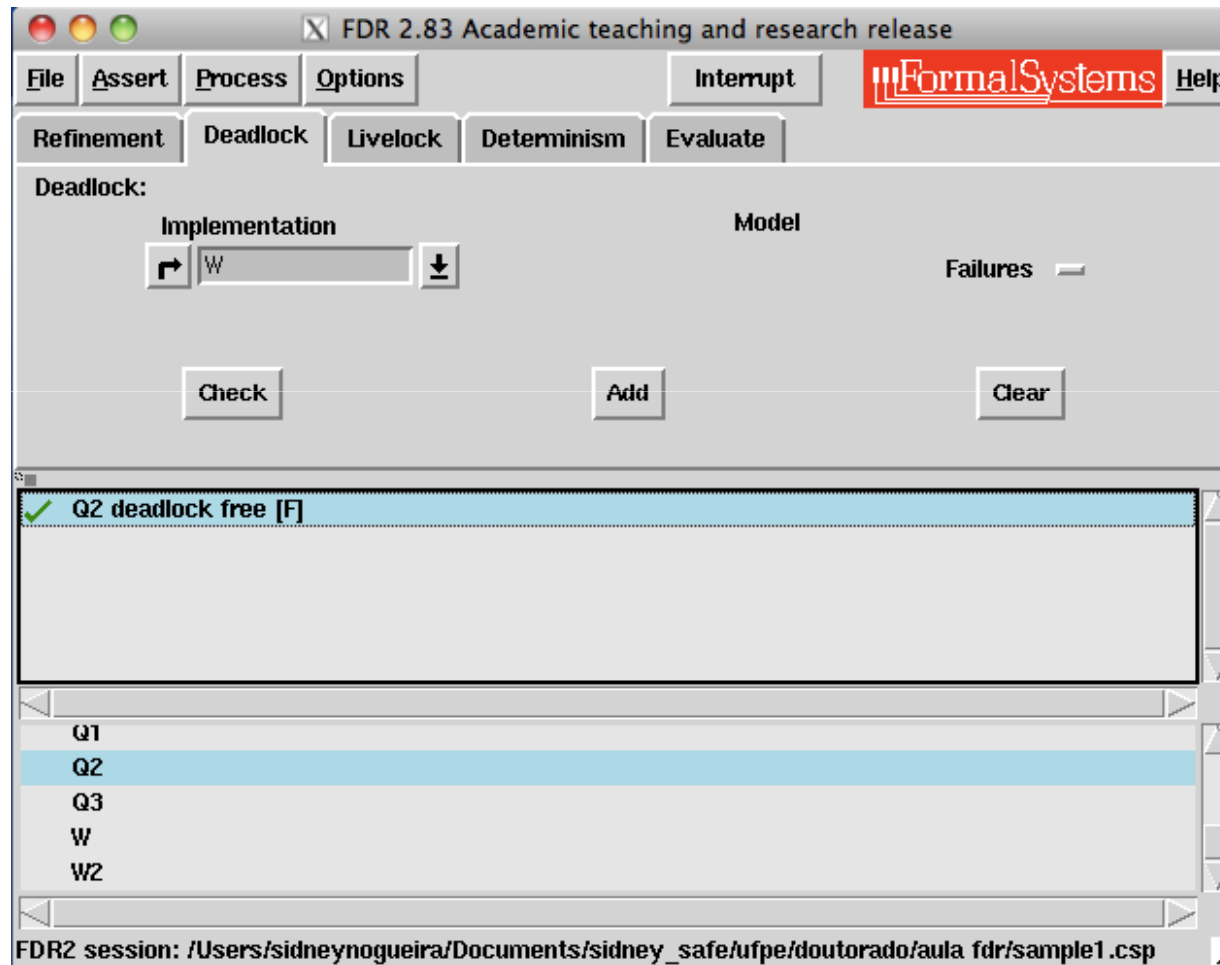 X FDR 2.83 Academic teaching and research release
File Assert Process Options Interrupt FormalSystems Help
Refinement Deadlock Livelock Determinism Evaluate
Deadlock:
Implementation Model
W Failures
Check Add Clear
Q2 deadlock free [F]
Q1
Q2
Q3
W
W2
FDR2 session: /Users/sidneynogueira/Documents/sidney_safe/ufpe/doutorado/aula fdr/sample1.csp